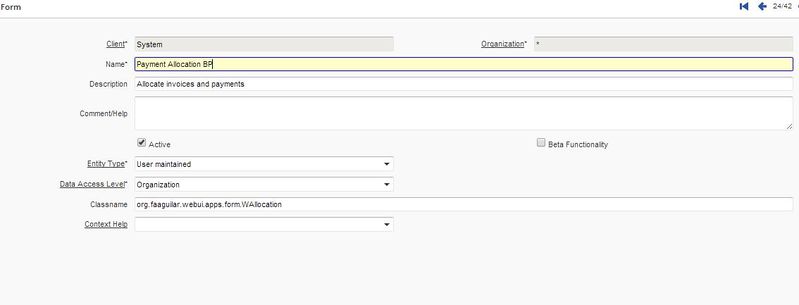 Form 24/42
Client* System Organization* *
Name* Payment Allocation BP
Description Allocate invoices and payments
Comment/Help
Active Beta Functionality
Entity Type* User maintained
Data Access Level* Organization
Classname org.faaguilar.webui.apps.form.WAllocation
Context Help